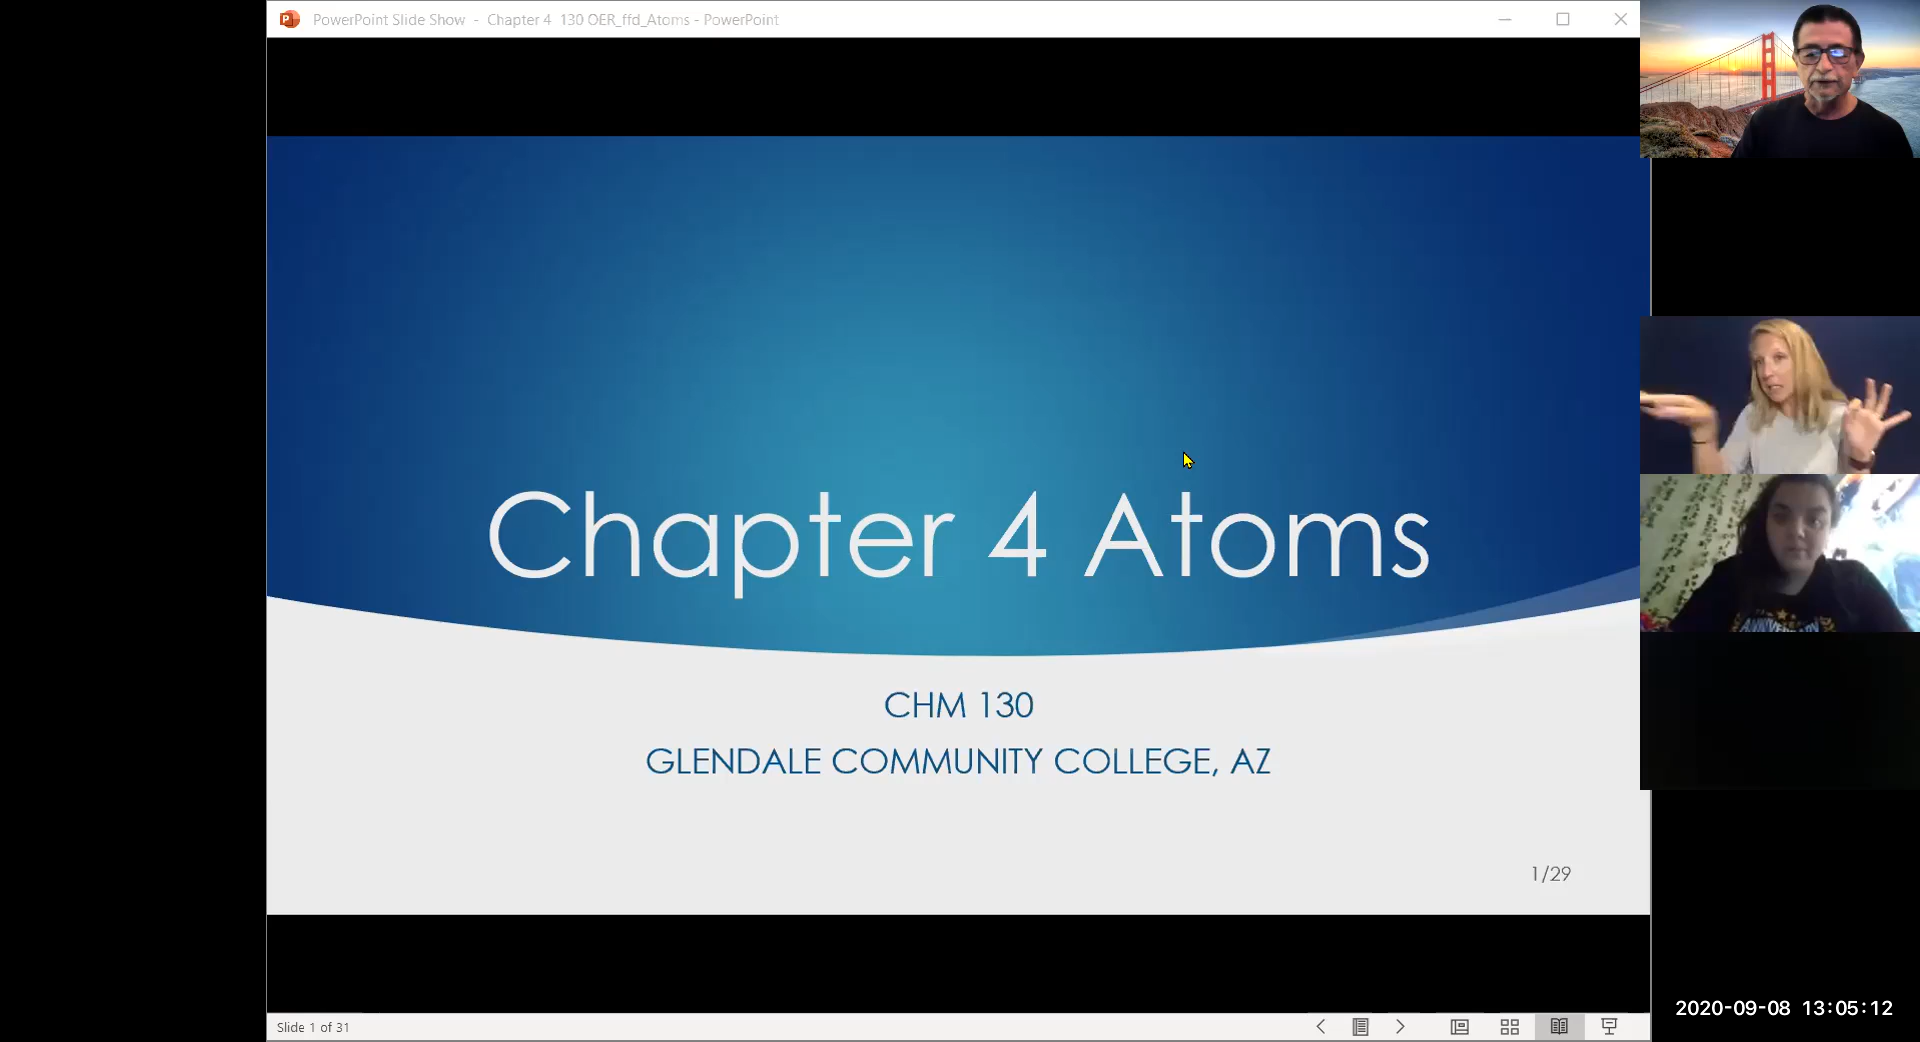 PowerPoint Slide Show - Chapter 4 130 OER_ffd_Atoms - PowerPoint
Chapter 4 Atoms
CHM 130
GLENDALE COMMUNITY COLLEGE, AZ
1/29
ANNIVERSARY
Slide 1 of 31
2020-09-08 13:05:12